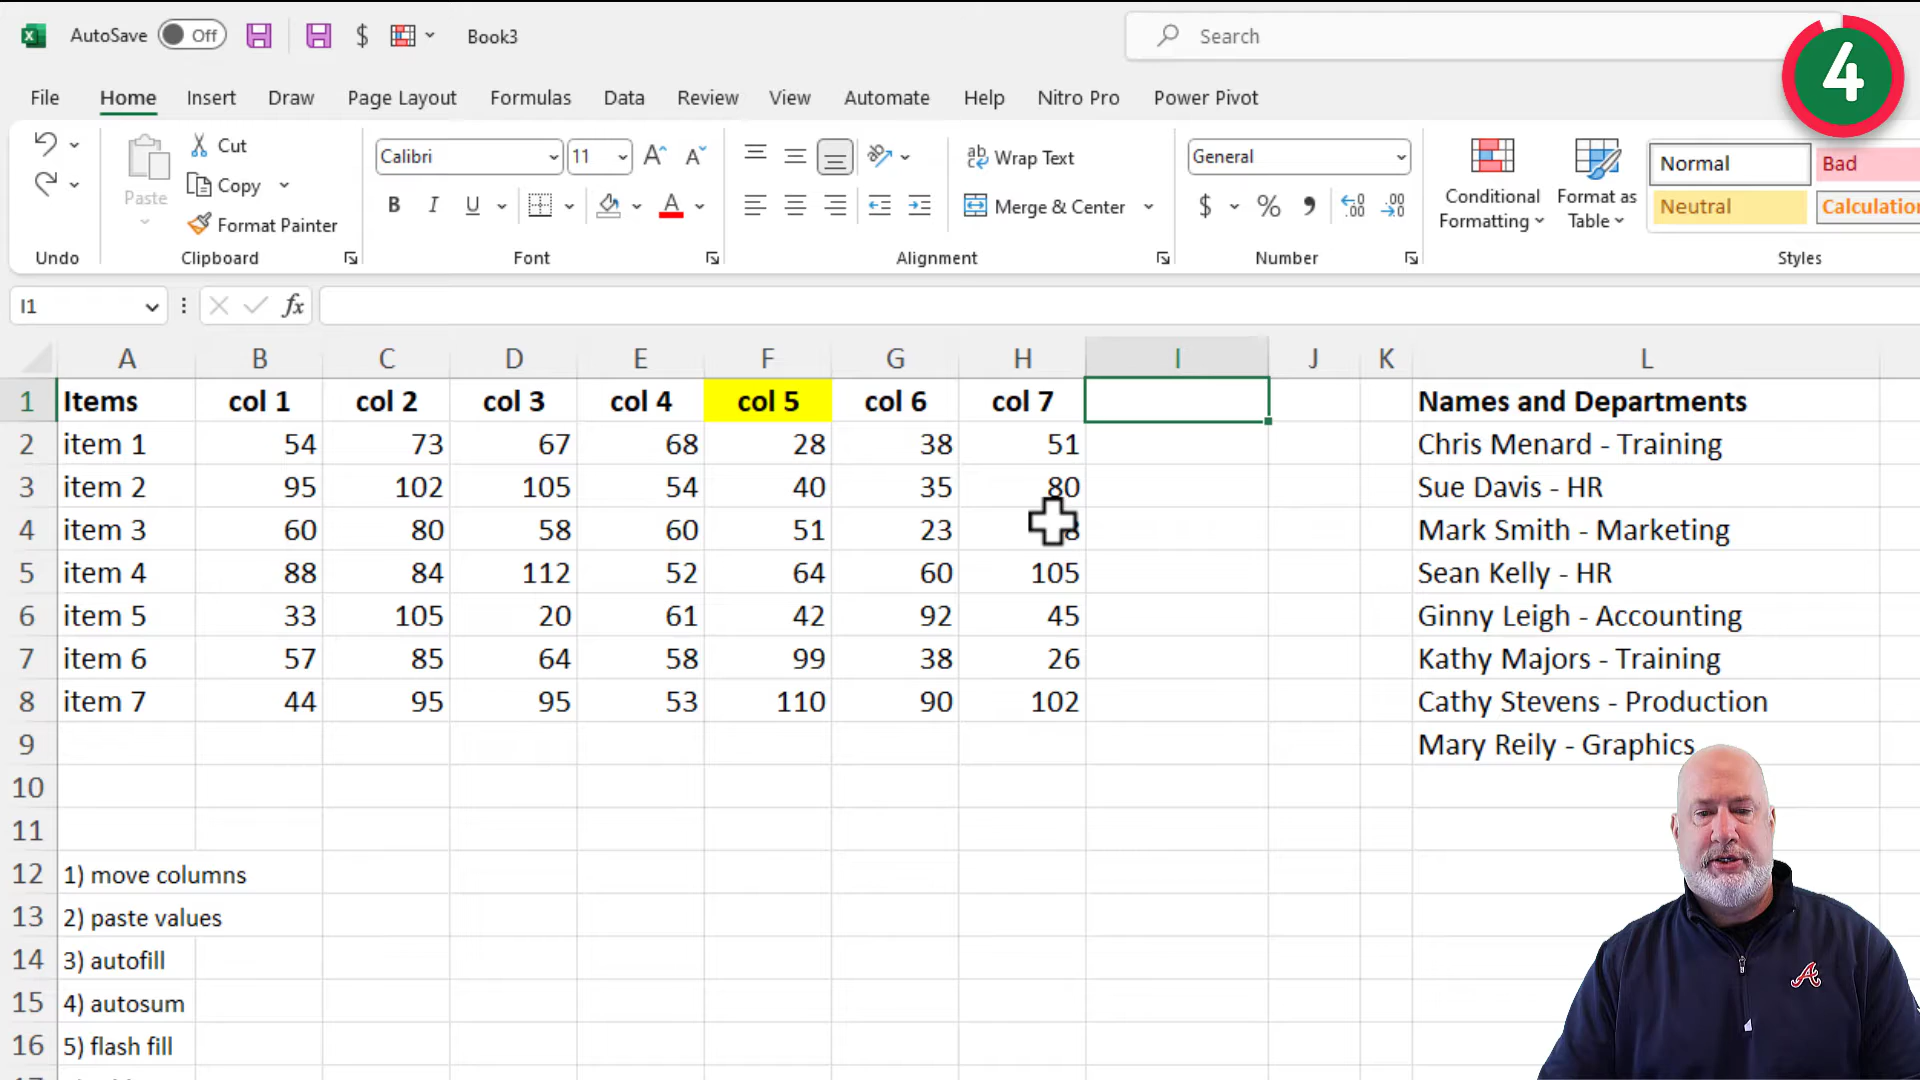 AutoSave Off $ Book3 Search 4
File Home Insert Draw Page Layout Formulas Data Review View Automate Help Nitro Pro Power Pivot
Paste Cut Calibri 11 A A ab Wrap Text General Conditional Formatting Format as Table Normal Bad
Copy B I U A Merge & Center $ % Neutral Calculation
Format Painter
Undo Clipboard Font Alignment Number Styles
I1 fx
A B C D E F G H I J K L
1 Items col 1 col 2 col 3 col 4 col 5 col 6 col 7 Names and Departments
2 item 1 54 73 67 68 28 38 51 Chris Menard - Training
3 item 2 95 102 105 54 40 35 80 Sue Davis - HR
4 item 3 60 80 58 60 51 23 Mark Smith - Marketing
5 item 4 88 84 112 52 64 60 105 Sean Kelly - HR
6 item 5 33 105 20 61 42 92 45 Ginny Leigh - Accounting
7 item 6 57 85 64 58 99 38 26 Kathy Majors - Training
8 item 7 44 95 95 53 110 90 102 Cathy Stevens - Production
9 Mary Reily - Graphics
10
11
12 1) move columns
13 2) paste values
14 3) autofill
15 4) autosum
16 5) flash fill